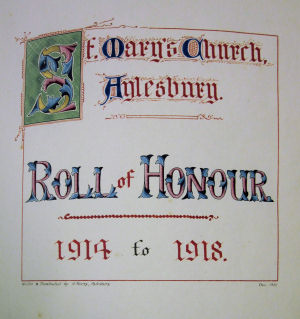 St. Mary's Church,
Aylesbury.
Roll of Honour
1914 to 1918.